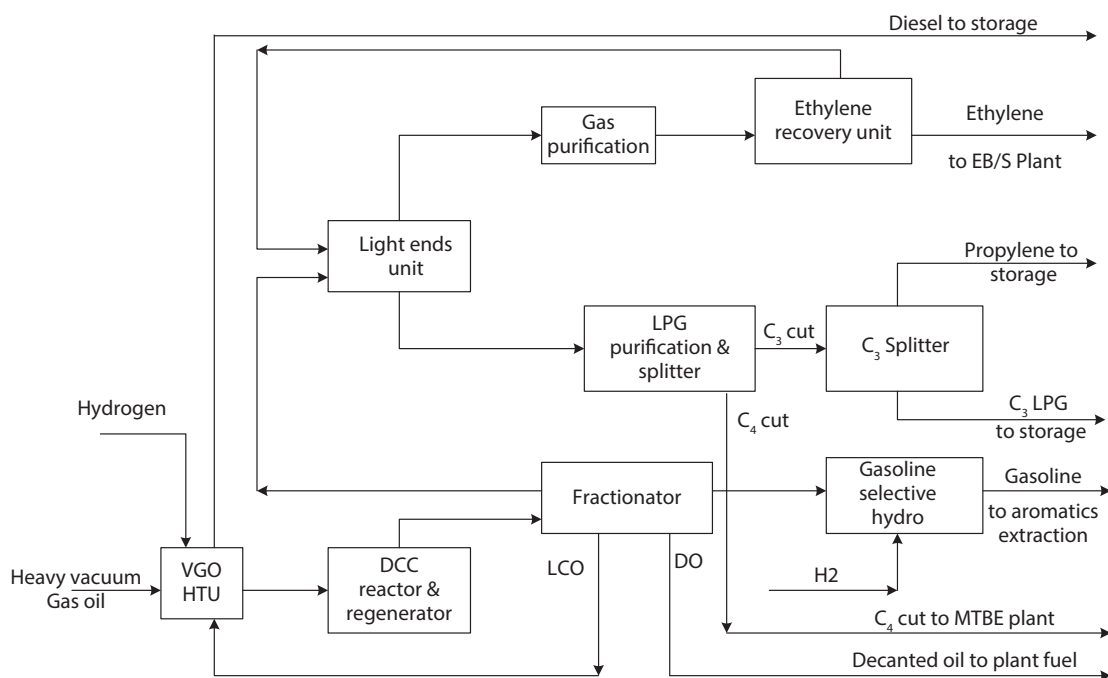 Diesel to storage
Ethylene
recovery unit
Ethylene
to EB/S Plant
Gas
purification
Light ends
unit
Propylene to
storage
LPG
purification &
splitter
C₃ cut
C₃ Splitter
C₃ LPG
to storage
C₄ cut
Hydrogen
Fractionator
Gasoline
selective
hydro
Gasoline
to aromatics
extraction
Heavy vacuum
Gas oil
VGO
HTU
DCC
reactor &
regenerator
LCO
DO
H2
C₄ cut to MTBE plant
Decanted oil to plant fuel